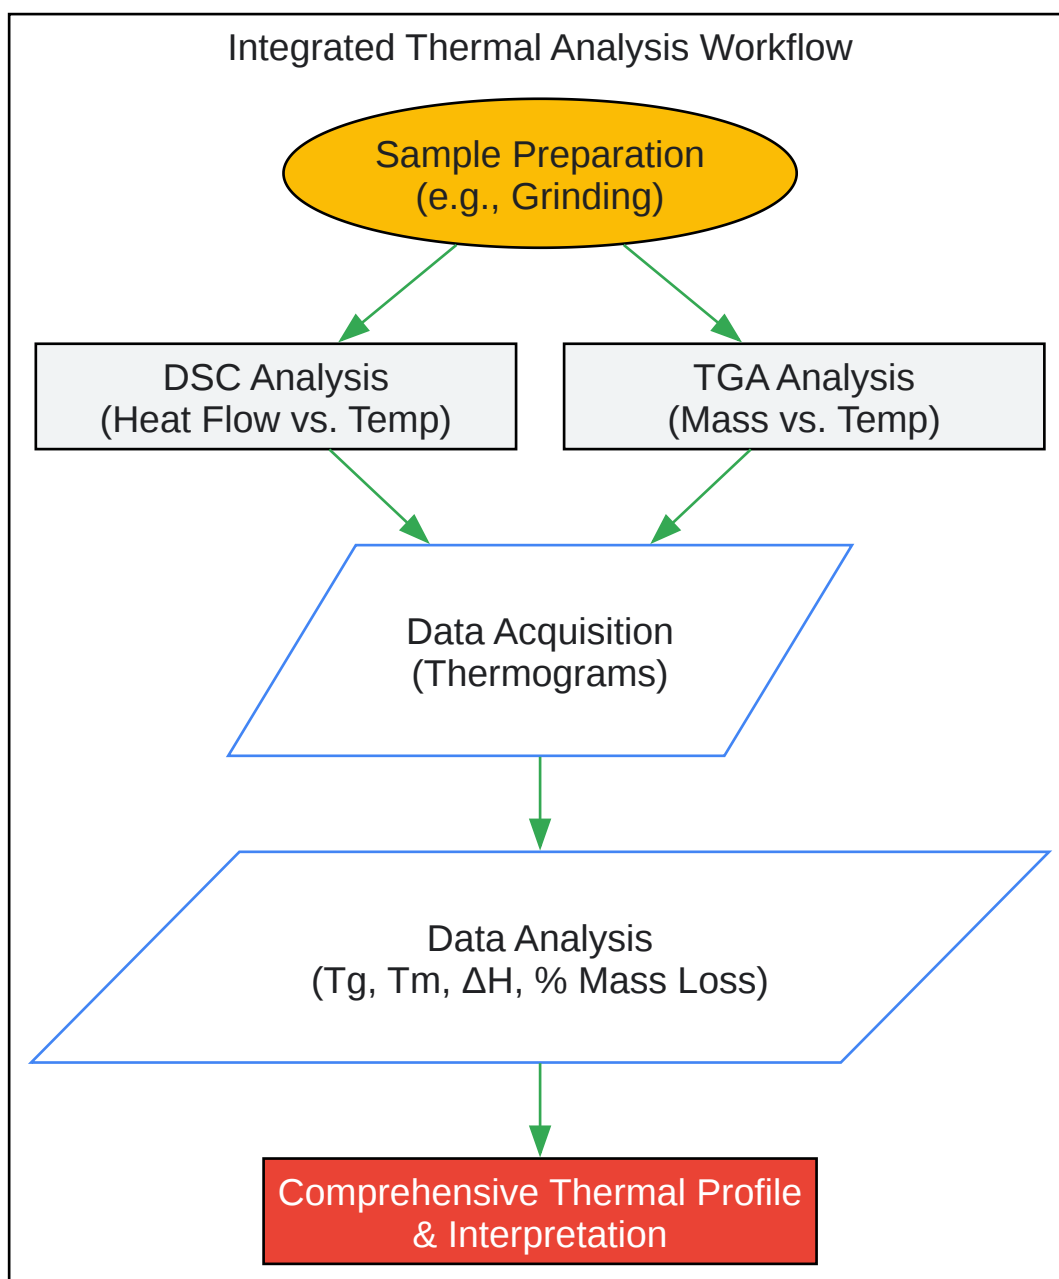 Integrated Thermal Analysis Workflow
Sample Preparation
(e.g., Grinding)
DSC Analysis
(Heat Flow vs. Temp)
TGA Analysis
(Mass vs. Temp)
Data Acquisition
(Thermograms)
Data Analysis
(Tg, Tm, ΔH, % Mass Loss)
Comprehensive Thermal Profile
& Interpretation